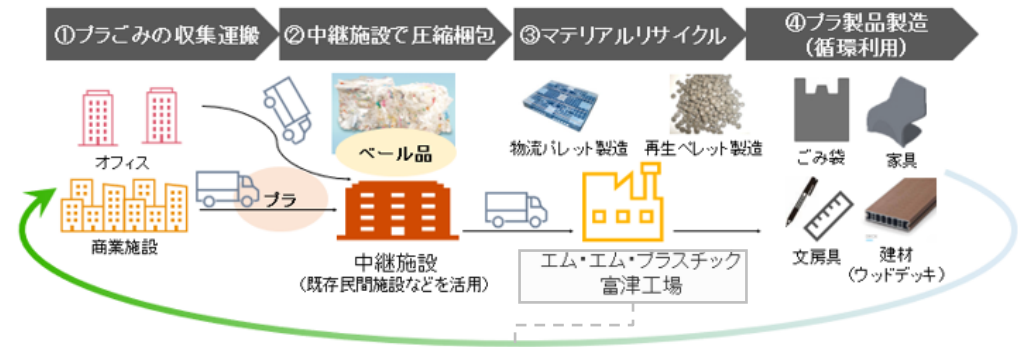 ①プラごみの収集運搬
②中継施設で圧縮梱包
③マテリアルリサイクル
④プラ製品製造
(循環利用)
オフィス
商業施設
プラ
ベール品
中継施設
(既存民間施設などを活用)
物流パレット製造
再生ペレット製造
エム・エム・プラスチック
富津工場
ごみ袋
家具
文房具
建材
(ウッドデッキ)